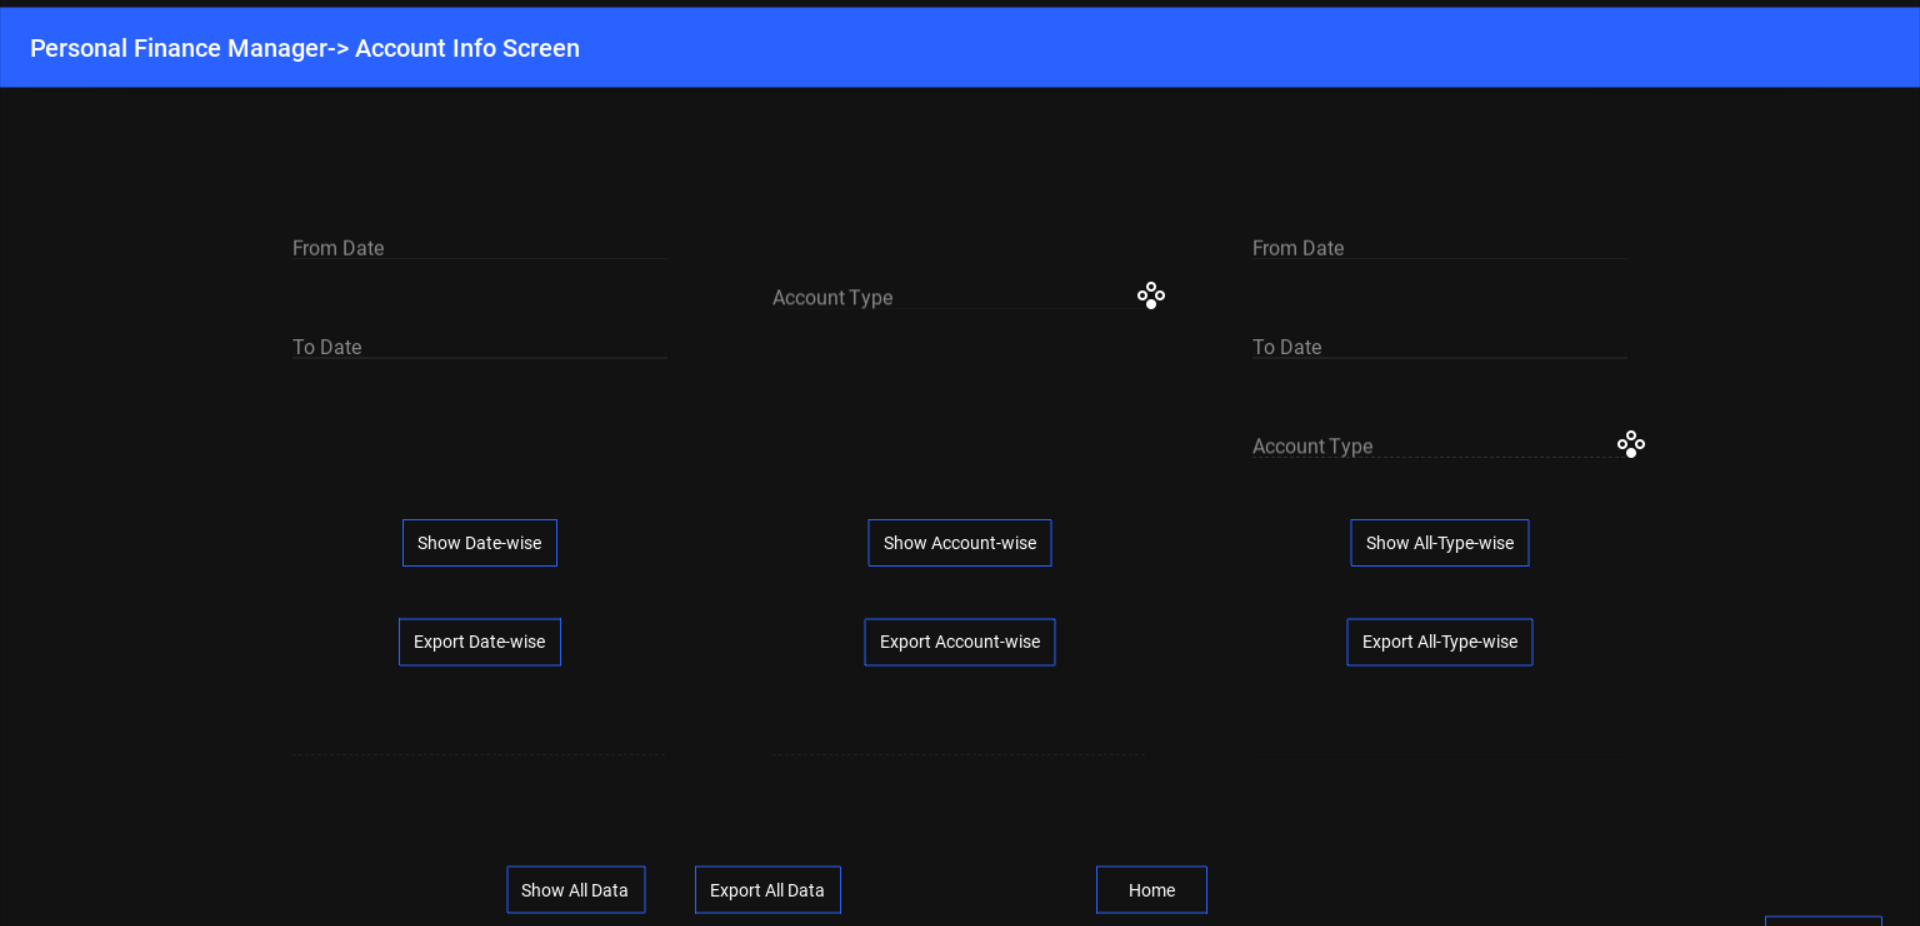 Personal Finance Manager-> Account Info Screen
From Date
From Date
Account Type
To Date
To Date
Account Type
Show Date-wise
Show Account-wise
Show All-Type-wise
Export Date-wise
Export Account-wise
Export All-Type-wise
Show All Data
Export All Data
Home